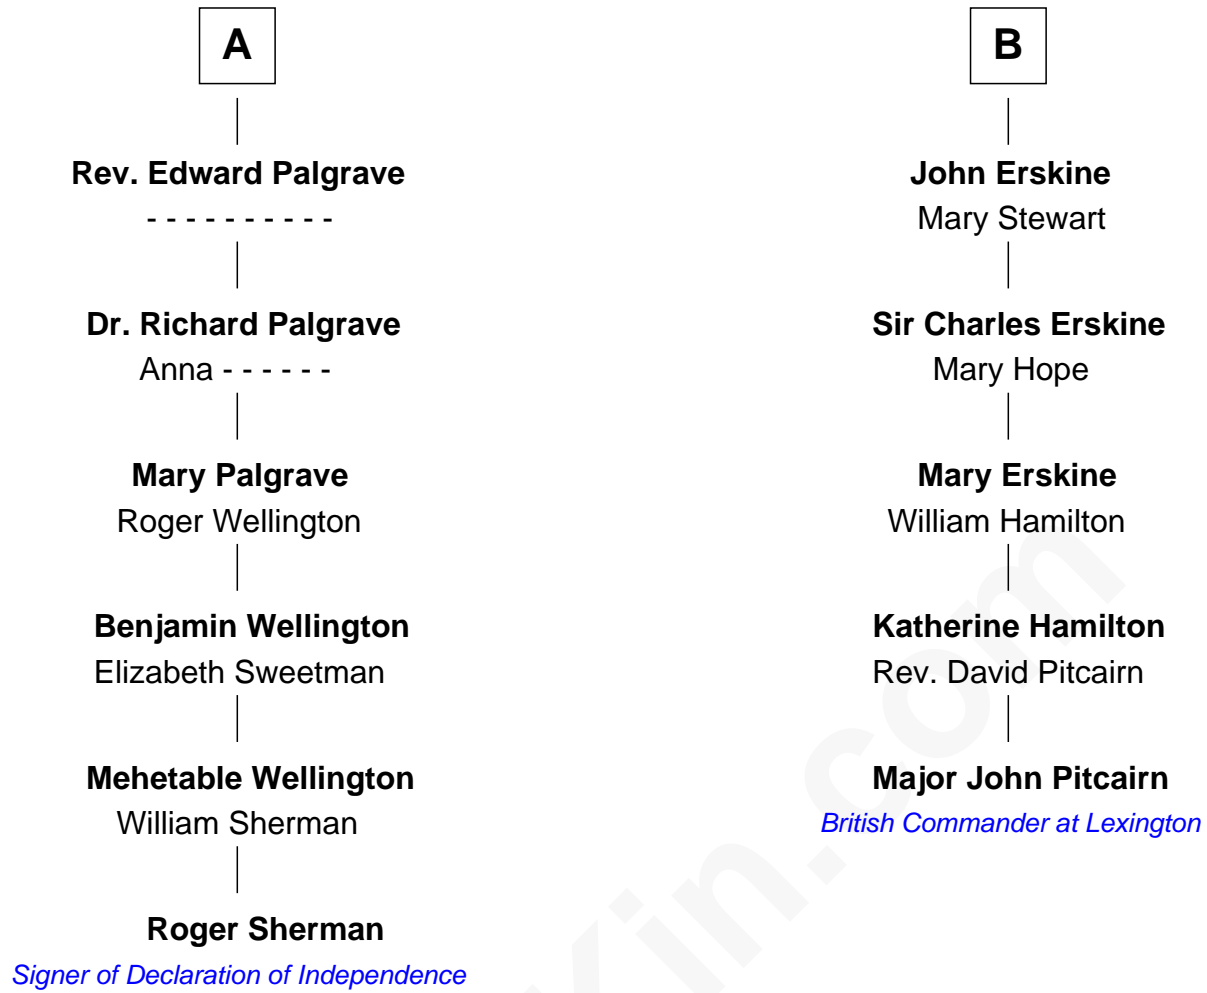 A
Rev. Edward Palgrave
- - - - - - - - - -
Dr. Richard Palgrave
Anna - - - - - -
Mary Palgrave
Roger Wellington
Benjamin Wellington
Elizabeth Sweetman
Mehetable Wellington
William Sherman
Roger Sherman
Signer of Declaration of Independence
B
John Erskine
Mary Stewart
Sir Charles Erskine
Mary Hope
Mary Erskine
William Hamilton
Katherine Hamilton
Rev. David Pitcairn
Major John Pitcairn
British Commander at Lexington
kin.com